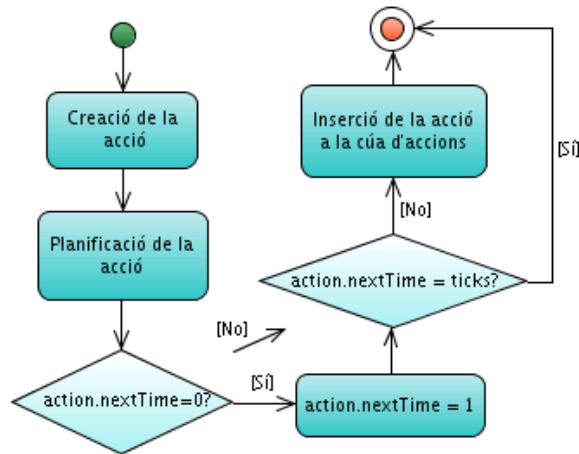 Creació de la
acció
Planificació de la
acció
action.nextTime=0?
[No]
[Sí]
action.nextTime = 1
action.nextTime = ticks?
[No]
[Sí]
Inserció de la acció
a la cúa d'accions